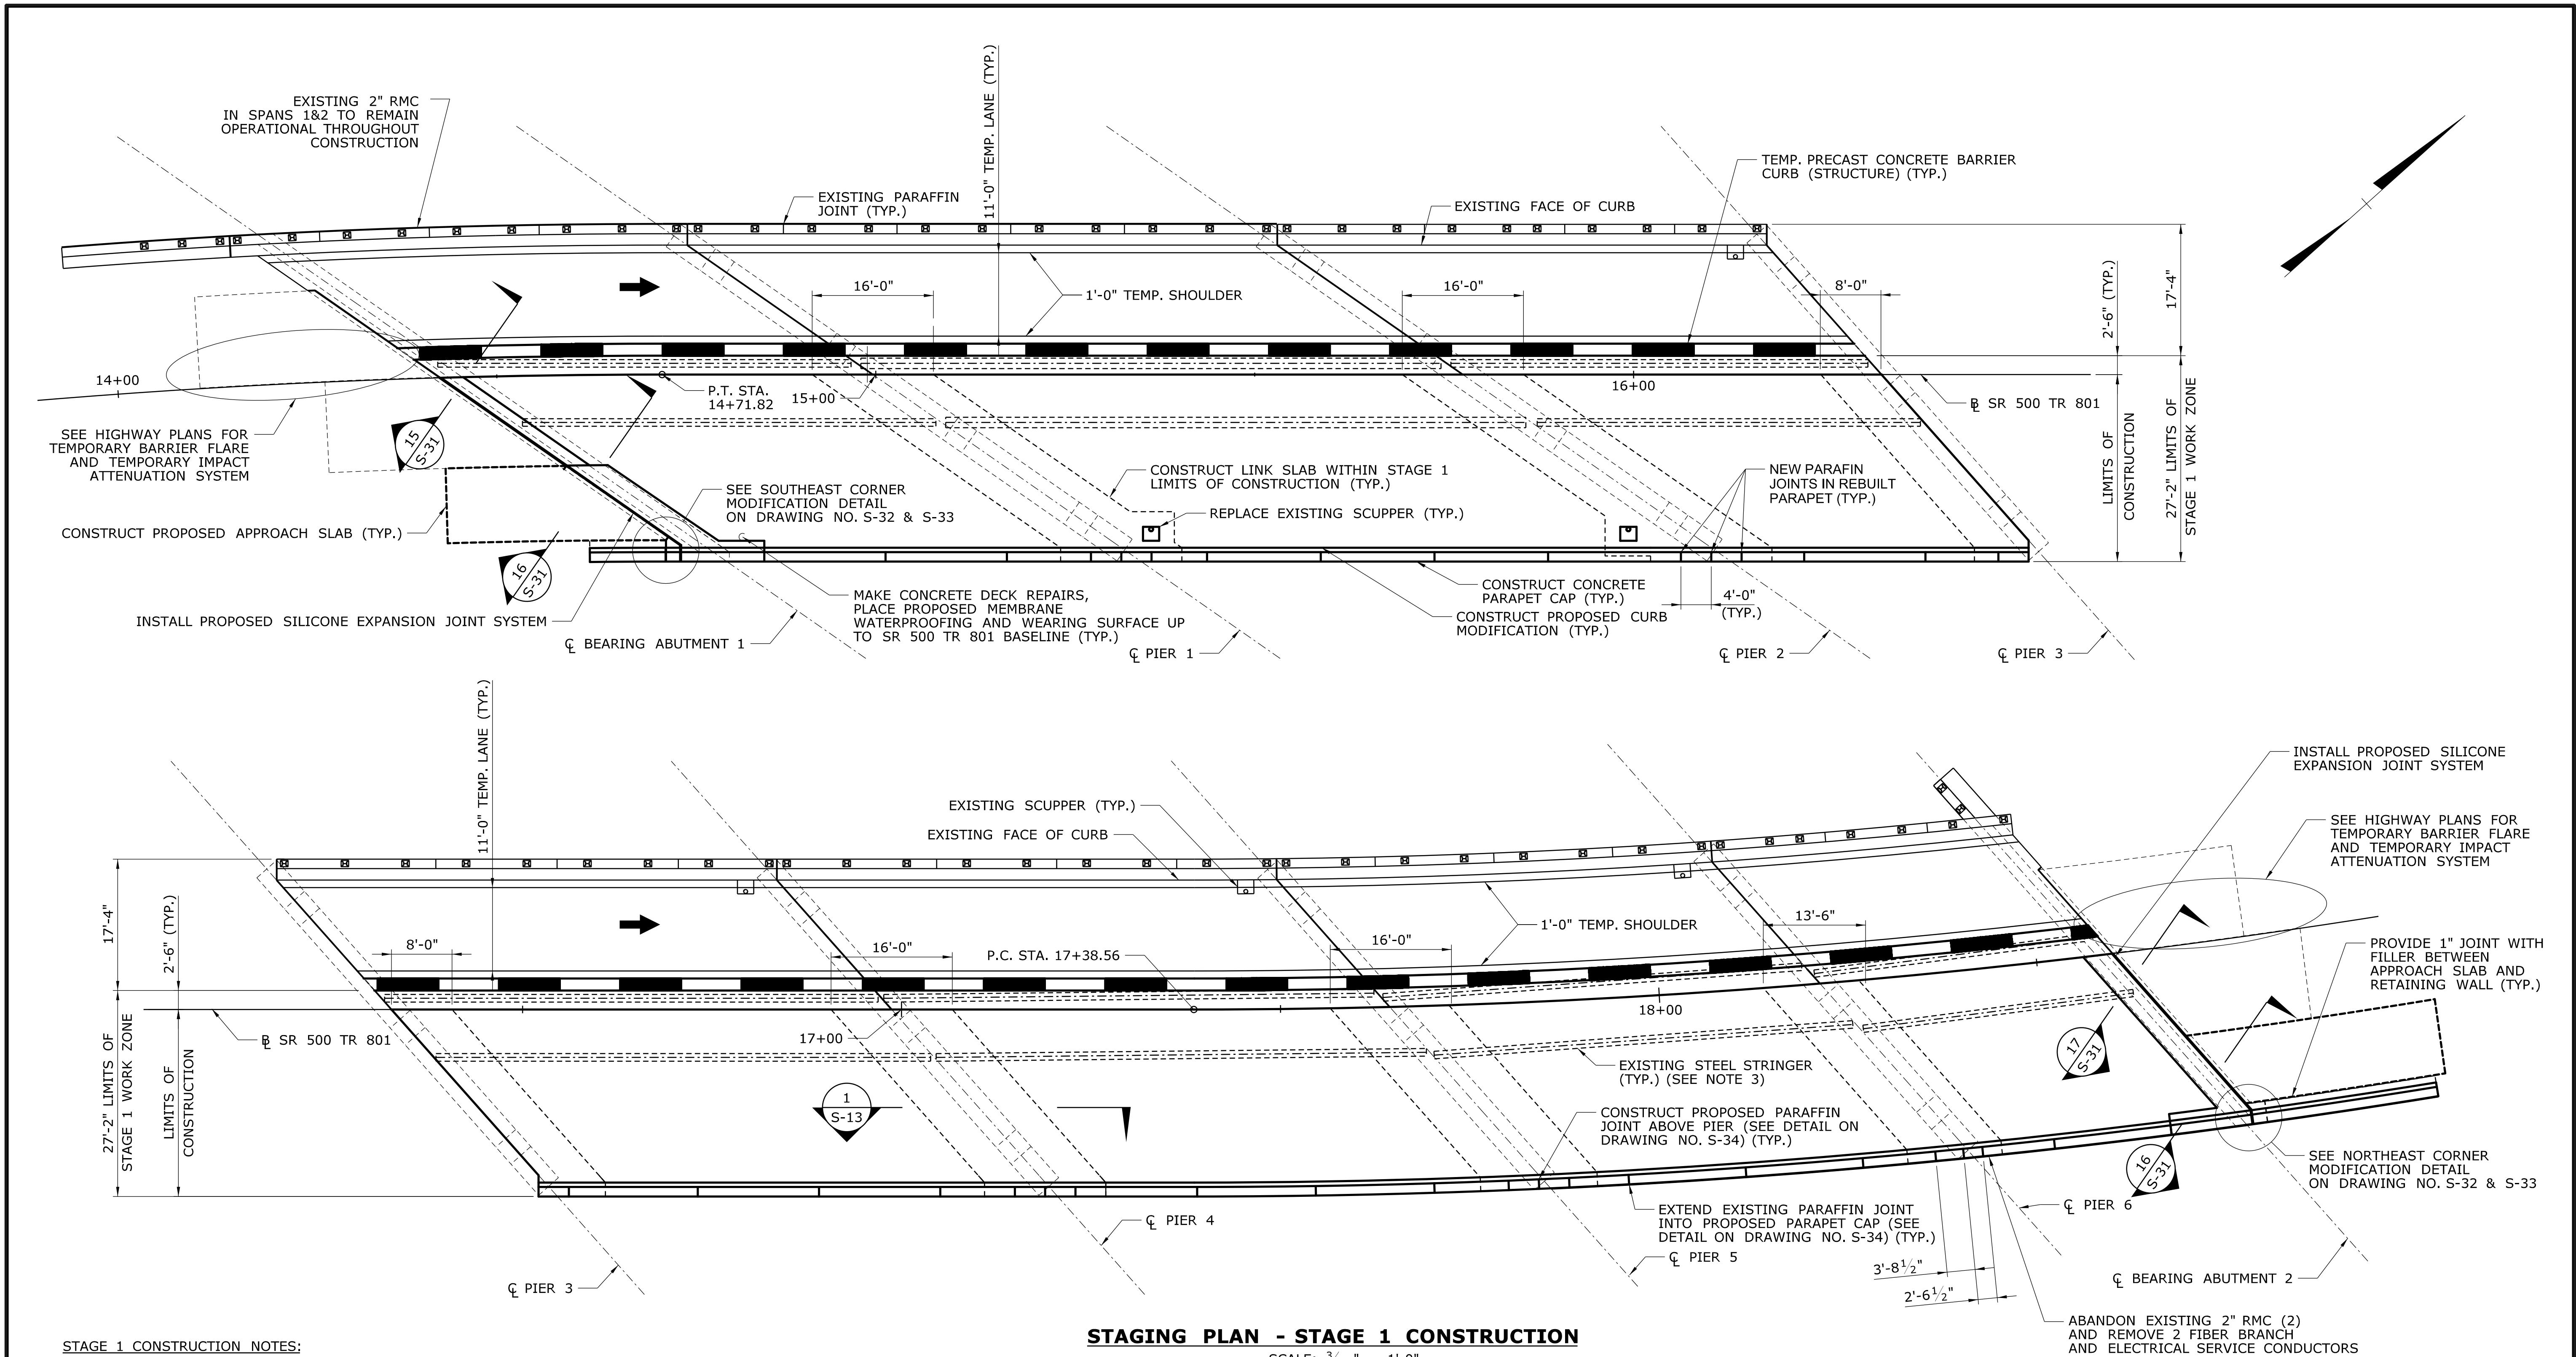 EXISTING 2" RMC
IN SPANS 1&2 TO REMAIN
OPERATIONAL THROUGHOUT
CONSTRUCTION
EXISTING PARAFFIN
JOINT (TYP.)
11'-0" TEMP. LANE (TYP.)
EXISTING FACE OF CURB
TEMP. PRECAST CONCRETE BARRIER
CURB (STRUCTURE) (TYP.)
16'-0"
1'-0" TEMP. SHOULDER
16'-0"
8'-0"
2'-6" (TYP.)
17'-4"
14+00
P.T. STA.
14+71.82
15+00
16+00
℄ SR 500 TR 801
SEE HIGHWAY PLANS FOR
TEMPORARY BARRIER FLARE
AND TEMPORARY IMPACT
ATTENUATION SYSTEM
15
S-31
LIMITS OF
CONSTRUCTION
27'-2" LIMITS OF
STAGE 1 WORK ZONE
CONSTRUCT LINK SLAB WITHIN STAGE 1
LIMITS OF CONSTRUCTION (TYP.)
NEW PARAFIN
JOINTS IN REBUILT
PARAPET (TYP.)
SEE SOUTHEAST CORNER
MODIFICATION DETAIL
ON DRAWING NO. S-32 & S-33
REPLACE EXISTING SCUPPER (TYP.)
CONSTRUCT PROPOSED APPROACH SLAB (TYP.)
16
S-31
INSTALL PROPOSED SILICONE EXPANSION JOINT SYSTEM
℄ BEARING ABUTMENT 1
MAKE CONCRETE DECK REPAIRS,
PLACE PROPOSED MEMBRANE
WATERPROOFING AND WEARING SURFACE UP
TO SR 500 TR 801 BASELINE (TYP.)
℄ PIER 1
CONSTRUCT CONCRETE
PARAPET CAP (TYP.)
CONSTRUCT PROPOSED CURB
MODIFICATION (TYP.)
4'-0"
(TYP.)
℄ PIER 2
℄ PIER 3
11'-0" TEMP. LANE (TYP.)
EXISTING SCUPPER (TYP.)
EXISTING FACE OF CURB
INSTALL PROPOSED SILICONE
EXPANSION JOINT SYSTEM
SEE HIGHWAY PLANS FOR
TEMPORARY BARRIER FLARE
AND TEMPORARY IMPACT
ATTENUATION SYSTEM
17'-4"
2'-6" (TYP.)
8'-0"
16'-0"
P.C. STA. 17+38.56
16'-0"
1'-0" TEMP. SHOULDER
13'-6"
PROVIDE 1" JOINT WITH
FILLER BETWEEN
APPROACH SLAB AND
RETAINING WALL (TYP.)
℄ SR 500 TR 801
17+00
18+00
27'-2" LIMITS OF
STAGE 1 WORK ZONE
LIMITS OF
CONSTRUCTION
EXISTING STEEL STRINGER
(TYP.) (SEE NOTE 3)
17
S-31
1
S-13
CONSTRUCT PROPOSED PARAFFIN
JOINT ABOVE PIER (SEE DETAIL ON
DRAWING NO. S-34) (TYP.)
16
S-31
SEE NORTHEAST CORNER
MODIFICATION DETAIL
ON DRAWING NO. S-32 & S-33
EXTEND EXISTING PARAFFIN JOINT
INTO PROPOSED PARAPET CAP (SEE
DETAIL ON DRAWING NO. S-34) (TYP.)
℄ PIER 3
℄ PIER 4
℄ PIER 5
℄ PIER 6
3'-8½"
2'-6½"
℄ BEARING ABUTMENT 2
ABANDON EXISTING 2" RMC (2)
AND REMOVE 2 FIBER BRANCH
AND ELECTRICAL SERVICE CONDUCTORS
STAGE 1 CONSTRUCTION NOTES:
STAGING PLAN - STAGE 1 CONSTRUCTION